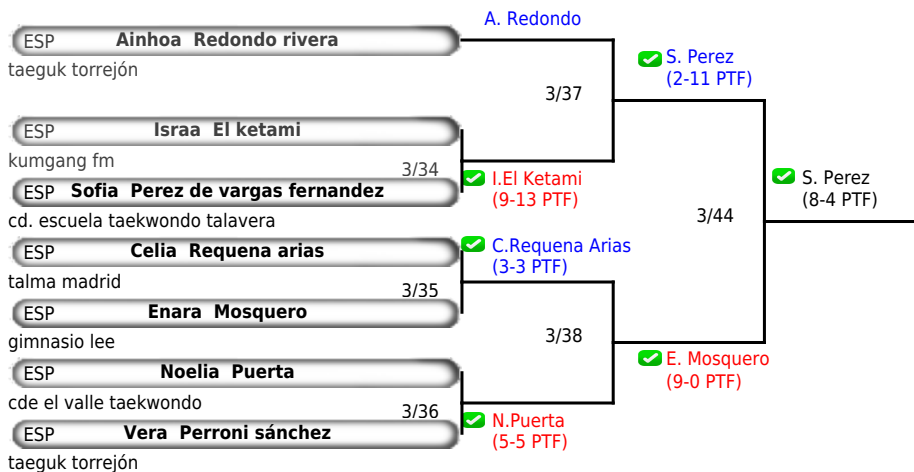 A. Redondo
ESP Ainhoa Redondo rivera
taeguk torrejón
S. Perez
(2-11 PTF)
3/37
ESP Israa El ketami
kumgang fm
3/34
I.El Ketami
(9-13 PTF)
ESP Sofia Perez de vargas fernandez
cd. escuela taekwondo talavera
S. Perez
(8-4 PTF)
3/44
ESP Celia Requena arias
talma madrid
C.Requena Arias
(3-3 PTF)
3/35
ESP Enara Mosquero
gimnasio lee
3/38
E. Mosquero
(9-0 PTF)
ESP Noelia Puerta
cde el valle taekwondo
3/36
N.Puerta
(5-5 PTF)
ESP Vera Perroni sánchez
taeguk torrejón